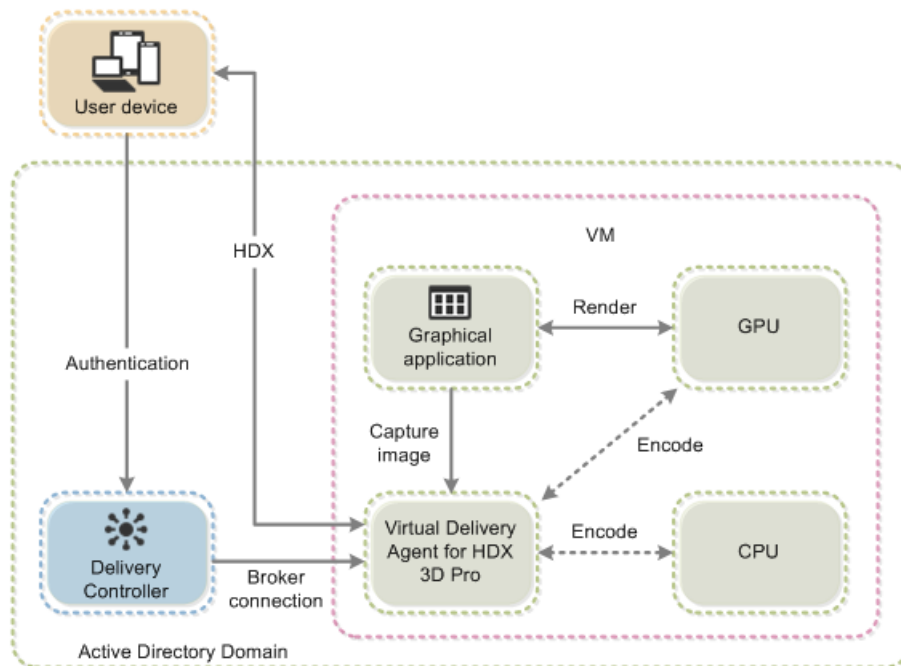 User device
VM
HDX
Graphical
application
Render
GPU
Authentication
Capture
image
Encode
Delivery
Controller
Broker
connection
Virtual Delivery
Agent for HDX
3D Pro
Encode
CPU
Active Directory Domain